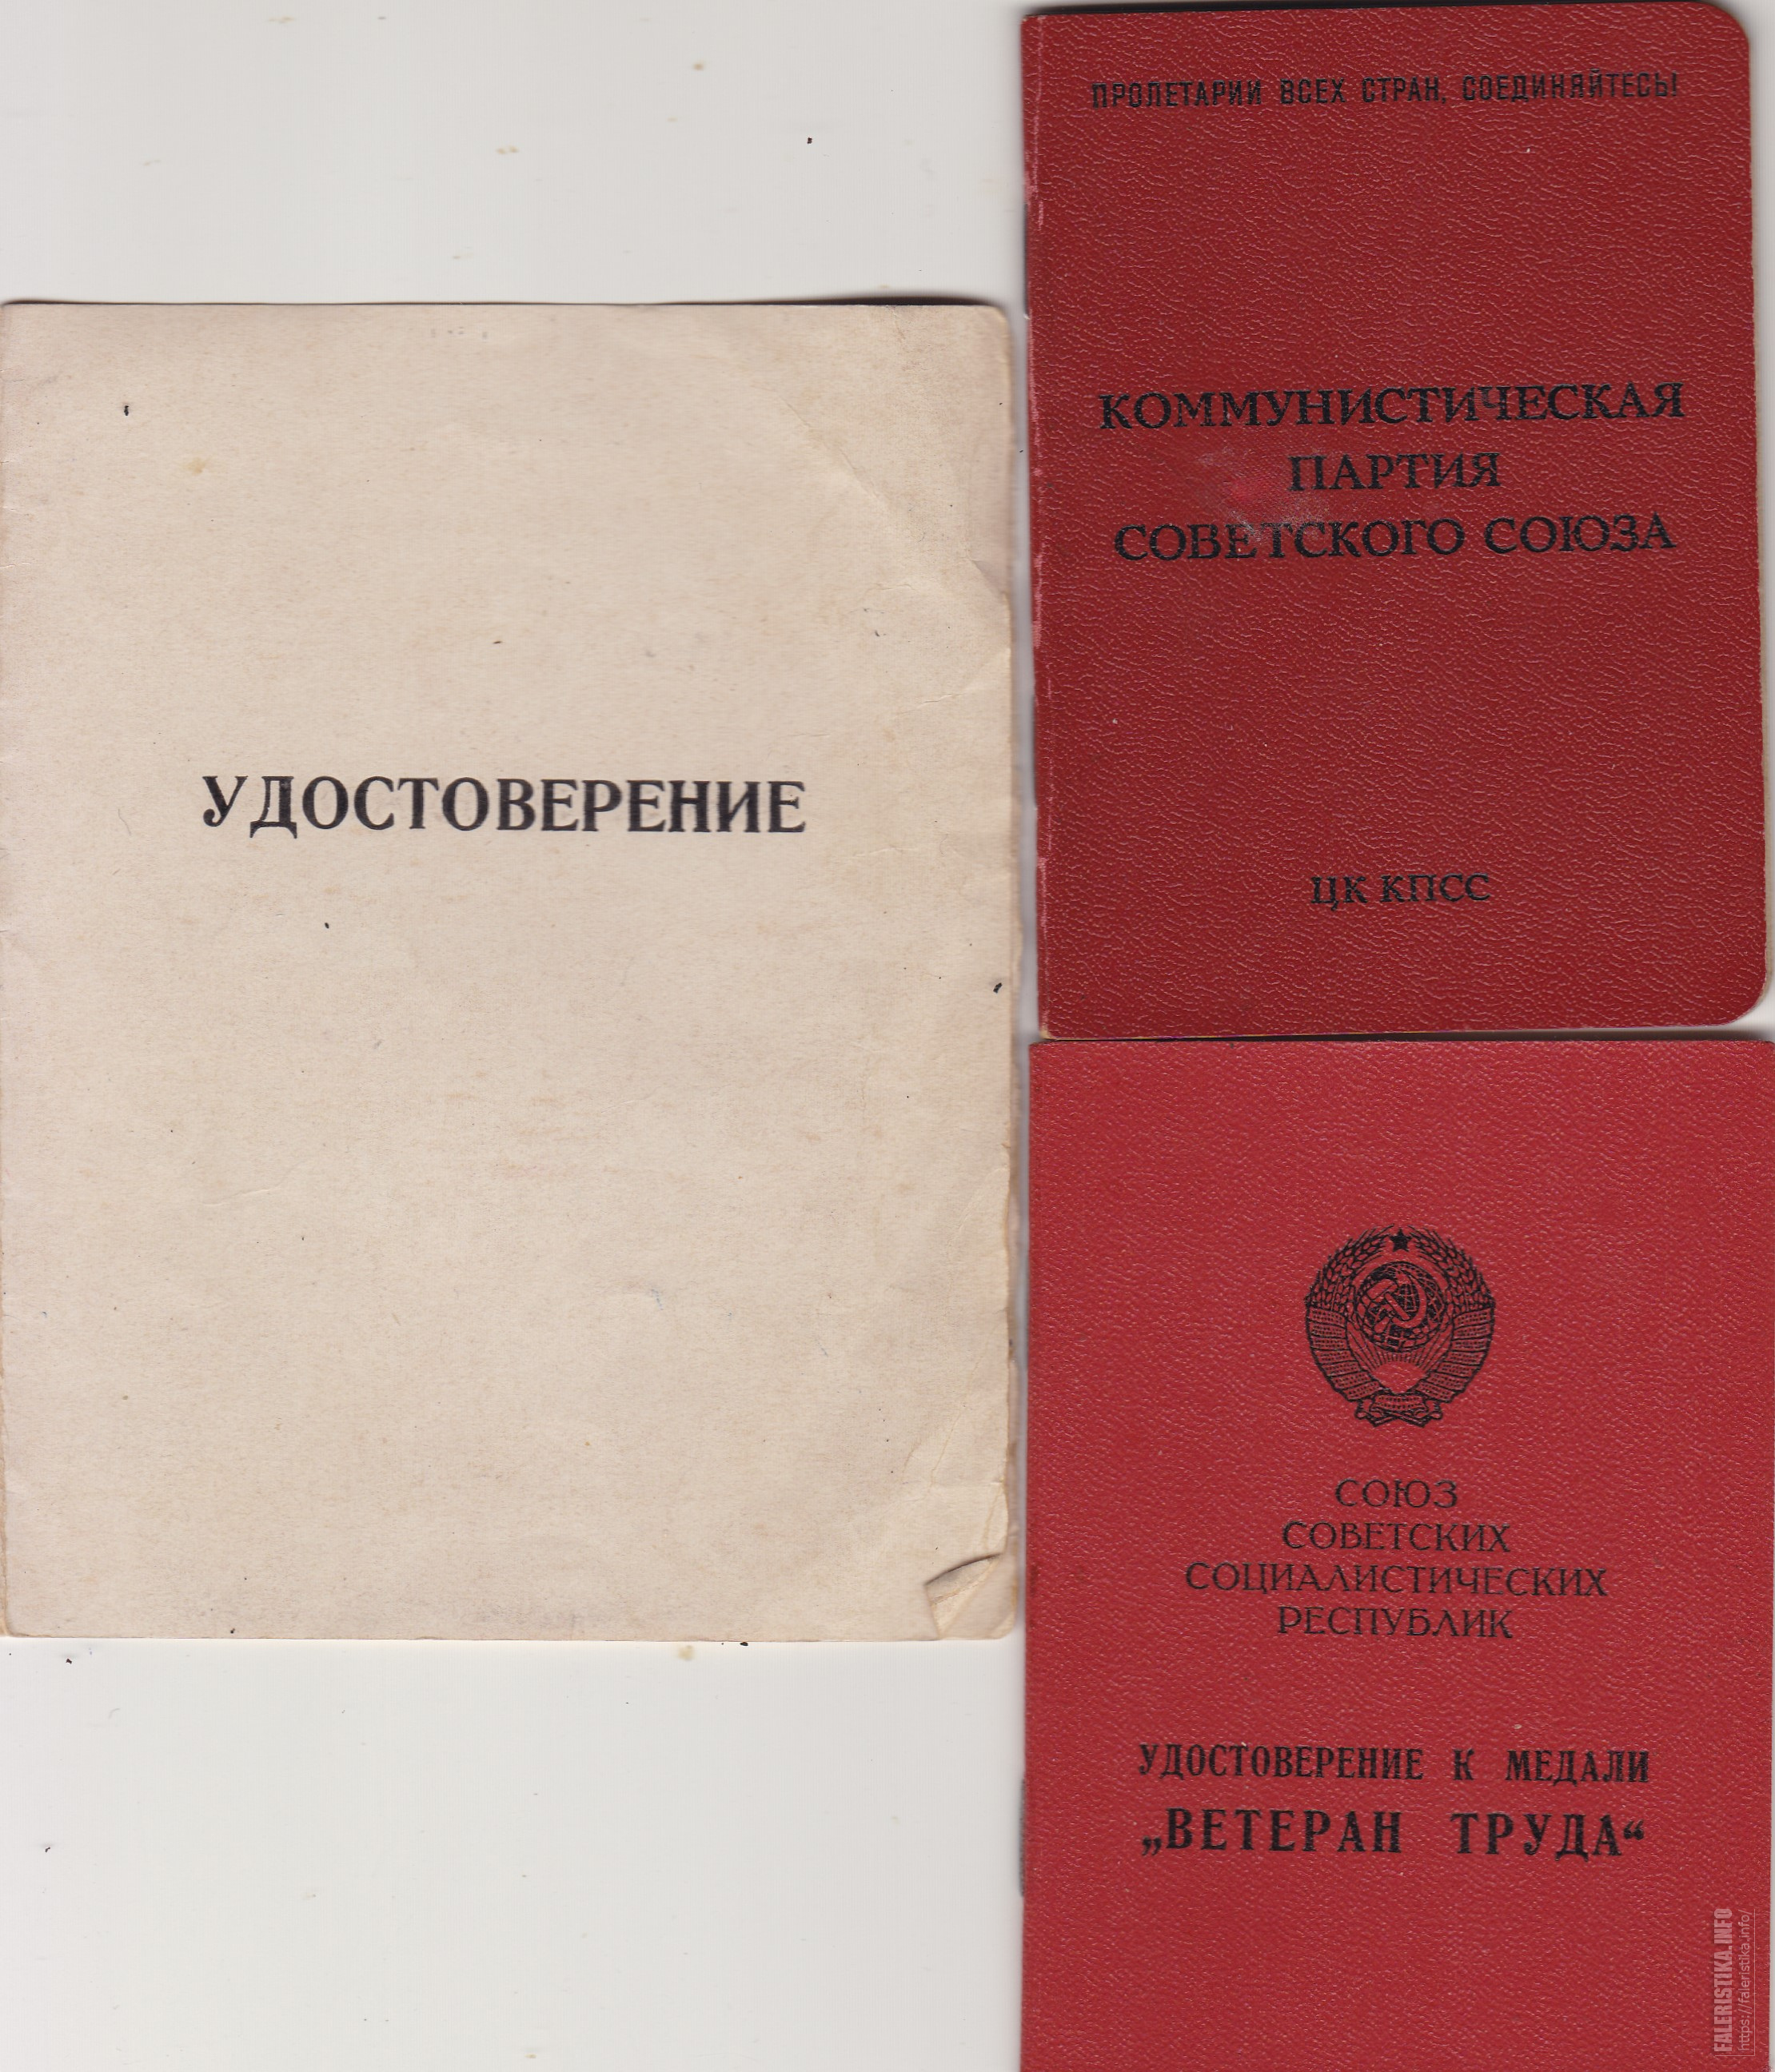 УДОСТОВЕРЕНИЕ
ПРОЛЕТАРИИ ВСЕХ СТРАН, СОЕДИНЯЙТЕСЬ!
КОММУНИСТИЧЕСКАЯ
ПАРТИЯ
СОВЕТСКОГО СОЮЗА
ЦК КПСС
СОЮЗ
СОВЕТСКИХ
СОЦИАЛИСТИЧЕСКИХ
РЕСПУБЛИК
УДОСТОВЕРЕНИЕ К МЕДАЛИ
„ВЕТЕРАН ТРУДА“
FALERISTIKA.INFO
https://faleristika.info/